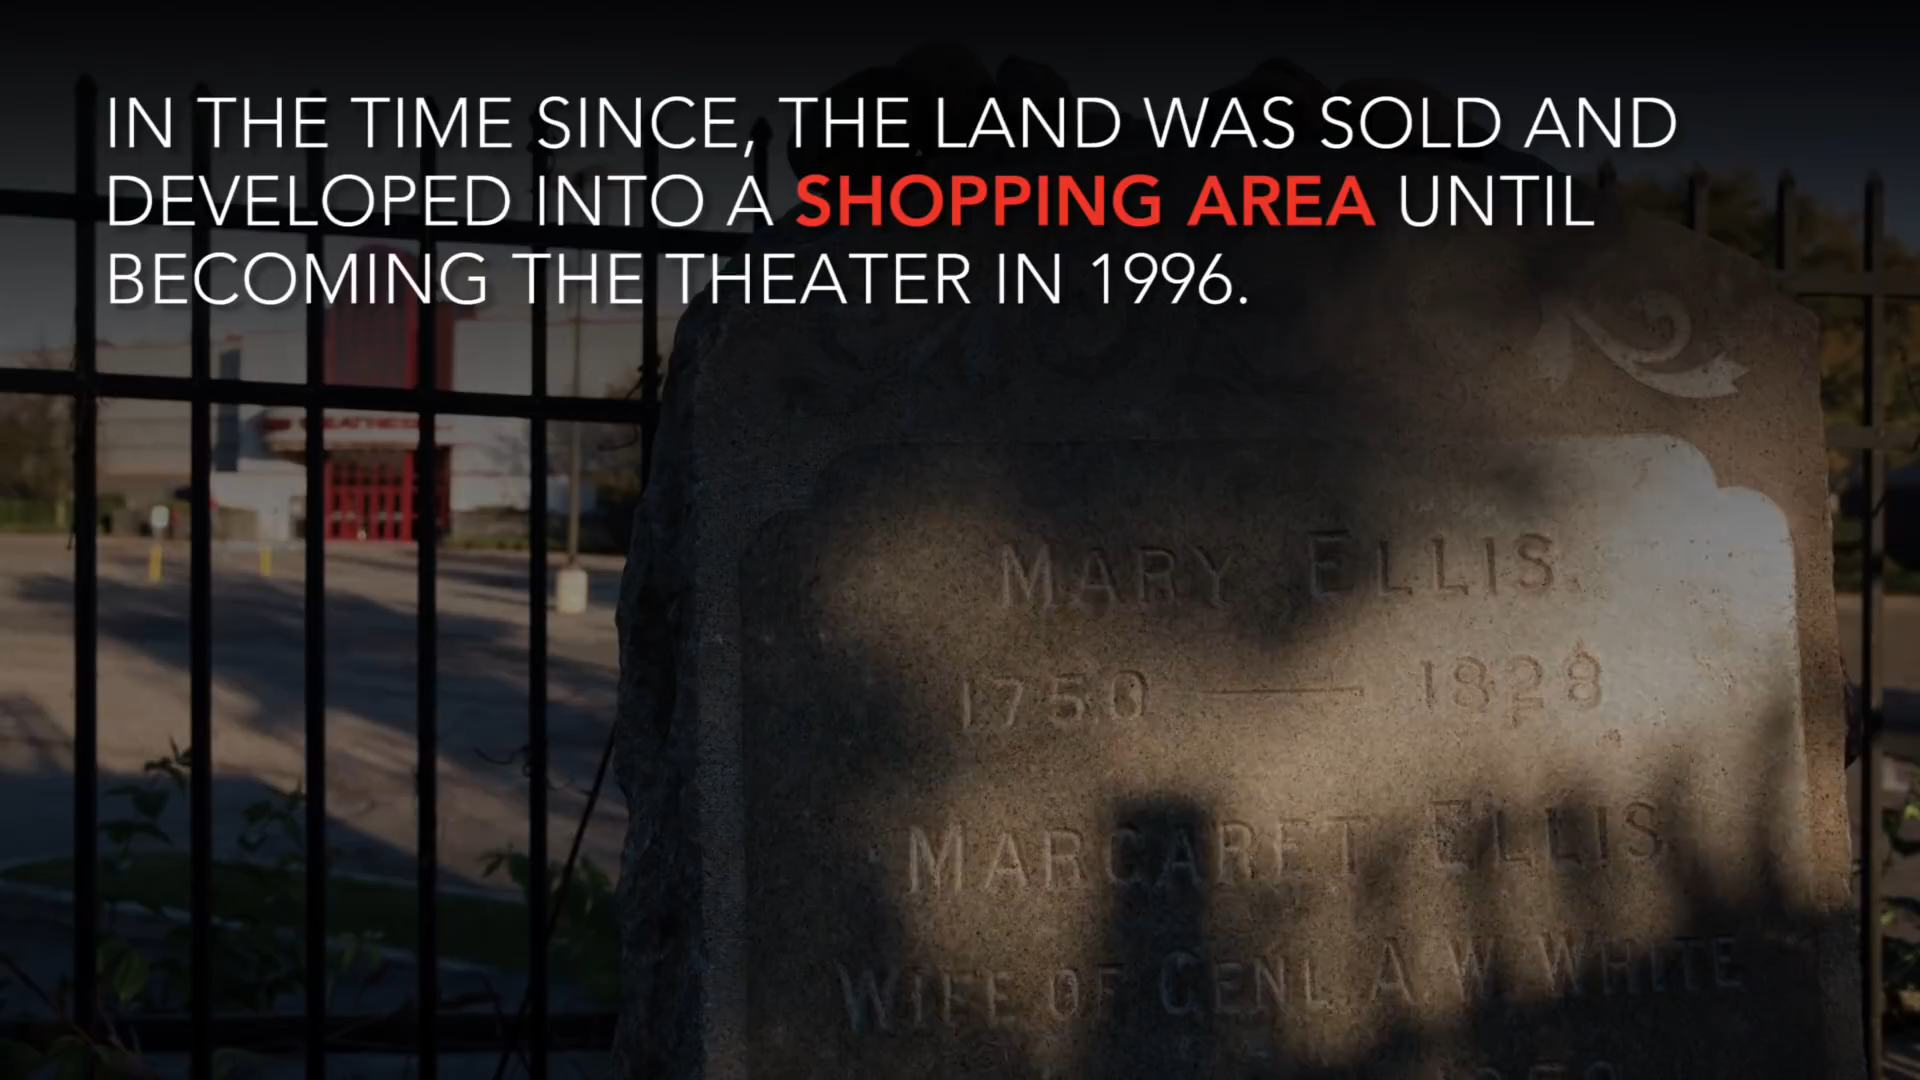 IN THE TIME SINCE, THE LAND WAS SOLD AND
DEVELOPED INTO A SHOPPING AREA UNTIL
BECOMING THE THEATER IN 1996.
MARY ELLIS
1750 — 1828
MARGARET ELLIS
WIFE OF GENL. A. W. WHITE